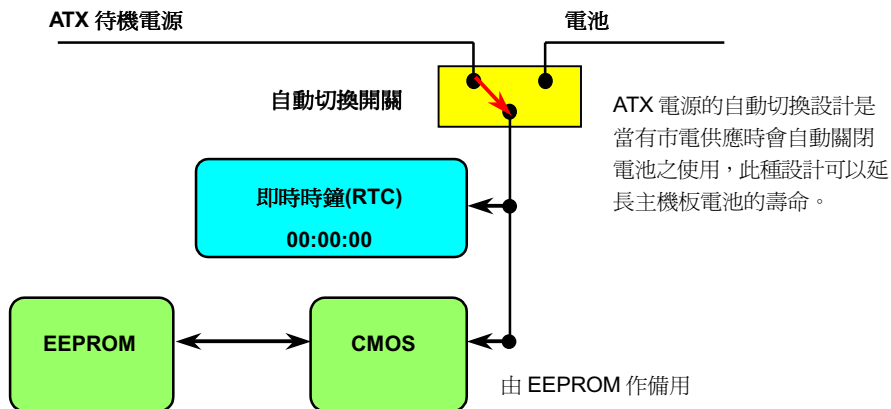 ATX 待機電源
電池
自動切換開關
ATX 電源的自動切換設計是
當有市電供應時會自動關閉
電池之使用，此種設計可以延
長主機板電池的壽命。
即時時鐘(RTC)
00:00:00
EEPROM
CMOS
由 EEPROM 作備用